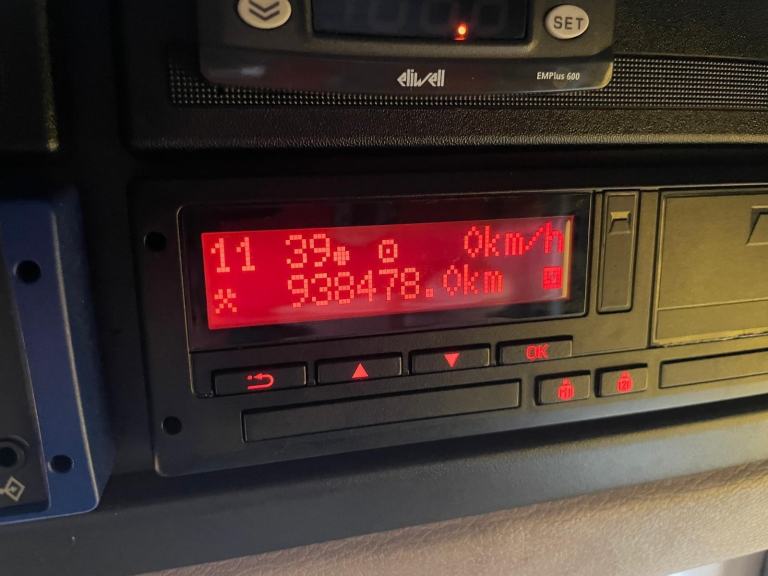 SET
eliwell
EMPlus 600
11 39 0km/h
938478.0km
OK